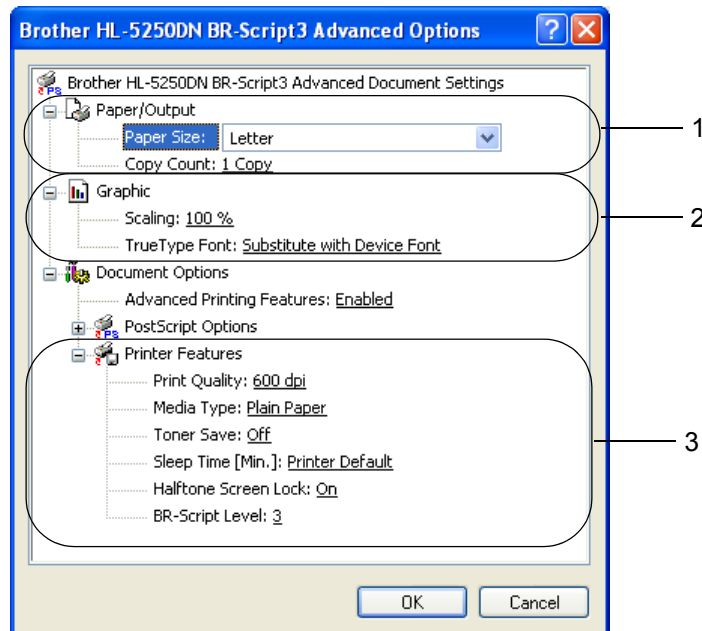 Brother HL-5250DN BR-Script3 Advanced Options
Brother HL-5250DN BR-Script3 Advanced Document Settings
Paper/Output
Paper Size: Letter
Copy Count: 1 Copy
1
Graphic
Scaling: 100 %
TrueType Font: Substitute with Device Font
2
Document Options
Advanced Printing Features: Enabled
PostScript Options
Printer Features
Print Quality: 600 dpi
Media Type: Plain Paper
Toner Save: Off
Sleep Time [Min.]: Printer Default
Halftone Screen Lock: On
BR-Script Level: 3
3
OK Cancel